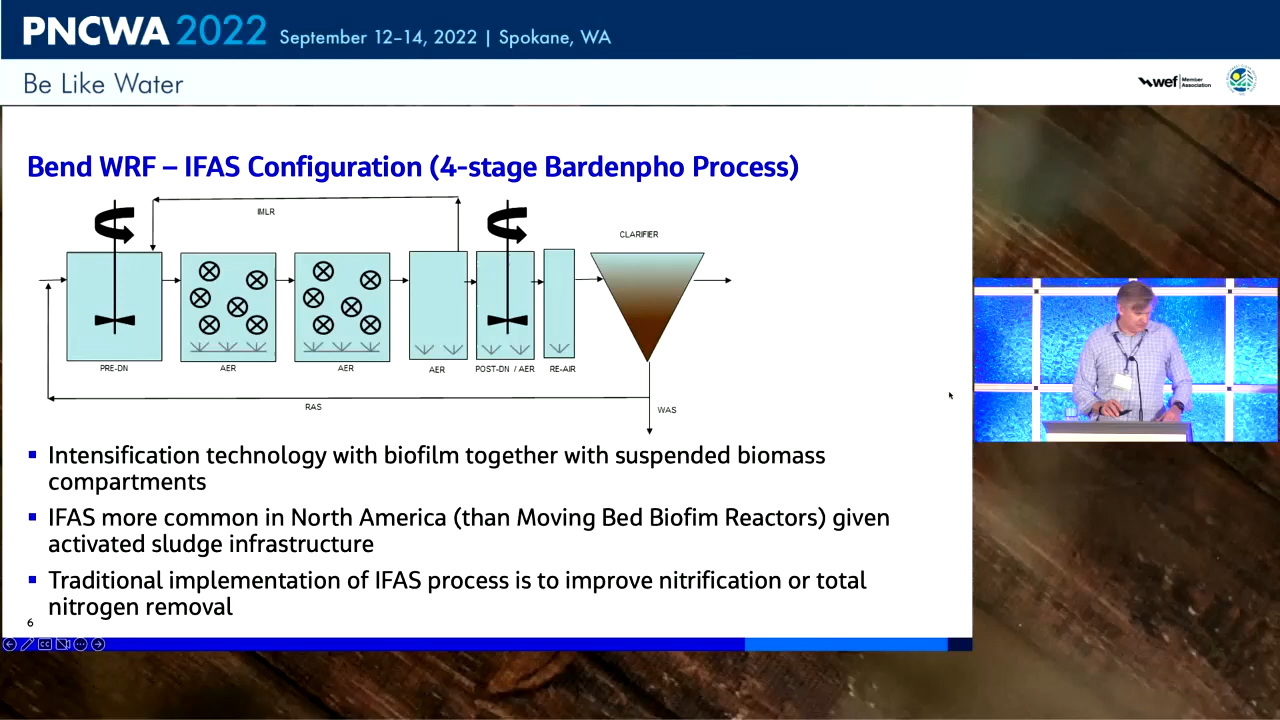 PNCWA 2022 September 12–14, 2022 | Spokane, WA
Be Like Water
wef Member Association
Bend WRF – IFAS Configuration (4-stage Bardenpho Process)
IMLR
CLARIFIER
PRE-DN
AER
AER
AER
POST-DN / AER
RE-AIR
RAS
WAS
Intensification technology with biofilm together with suspended biomass
compartments
IFAS more common in North America (than Moving Bed Biofim Reactors) given
activated sludge infrastructure
Traditional implementation of IFAS process is to improve nitrification or total
nitrogen removal
6
CC